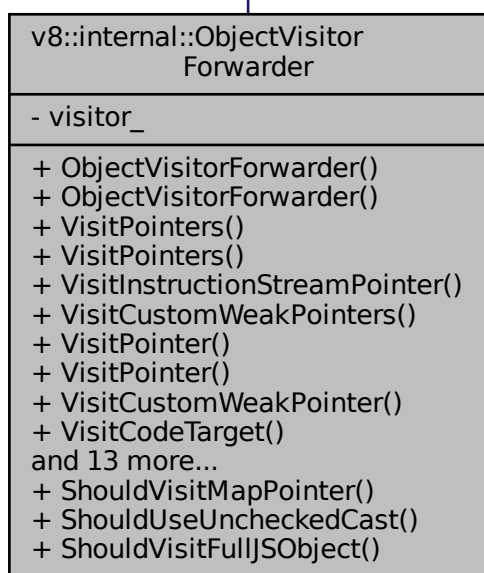 v8::internal::ObjectVisitor
Forwarder
- visitor_
+ ObjectVisitorForwarder()
+ ObjectVisitorForwarder()
+ VisitPointers()
+ VisitPointers()
+ VisitInstructionStreamPointer()
+ VisitCustomWeakPointers()
+ VisitPointer()
+ VisitPointer()
+ VisitCustomWeakPointer()
+ VisitCodeTarget()
and 13 more...
+ ShouldVisitMapPointer()
+ ShouldUseUncheckedCast()
+ ShouldVisitFullJSObject()